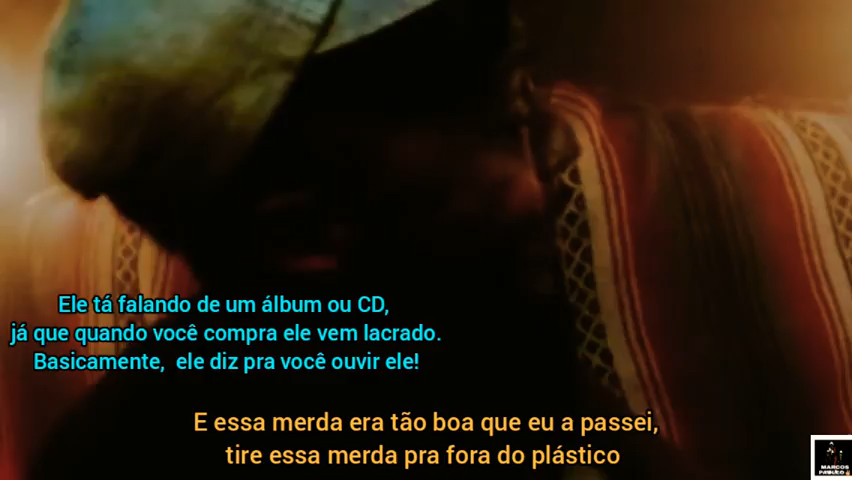 Ele tá falando de um álbum ou CD,
já que quando você compra ele vem lacrado.
Basicamente, ele diz pra você ouvir ele!
E essa merda era tão boa que eu a passei,
tire essa merda pra fora do plástico
MARCOS